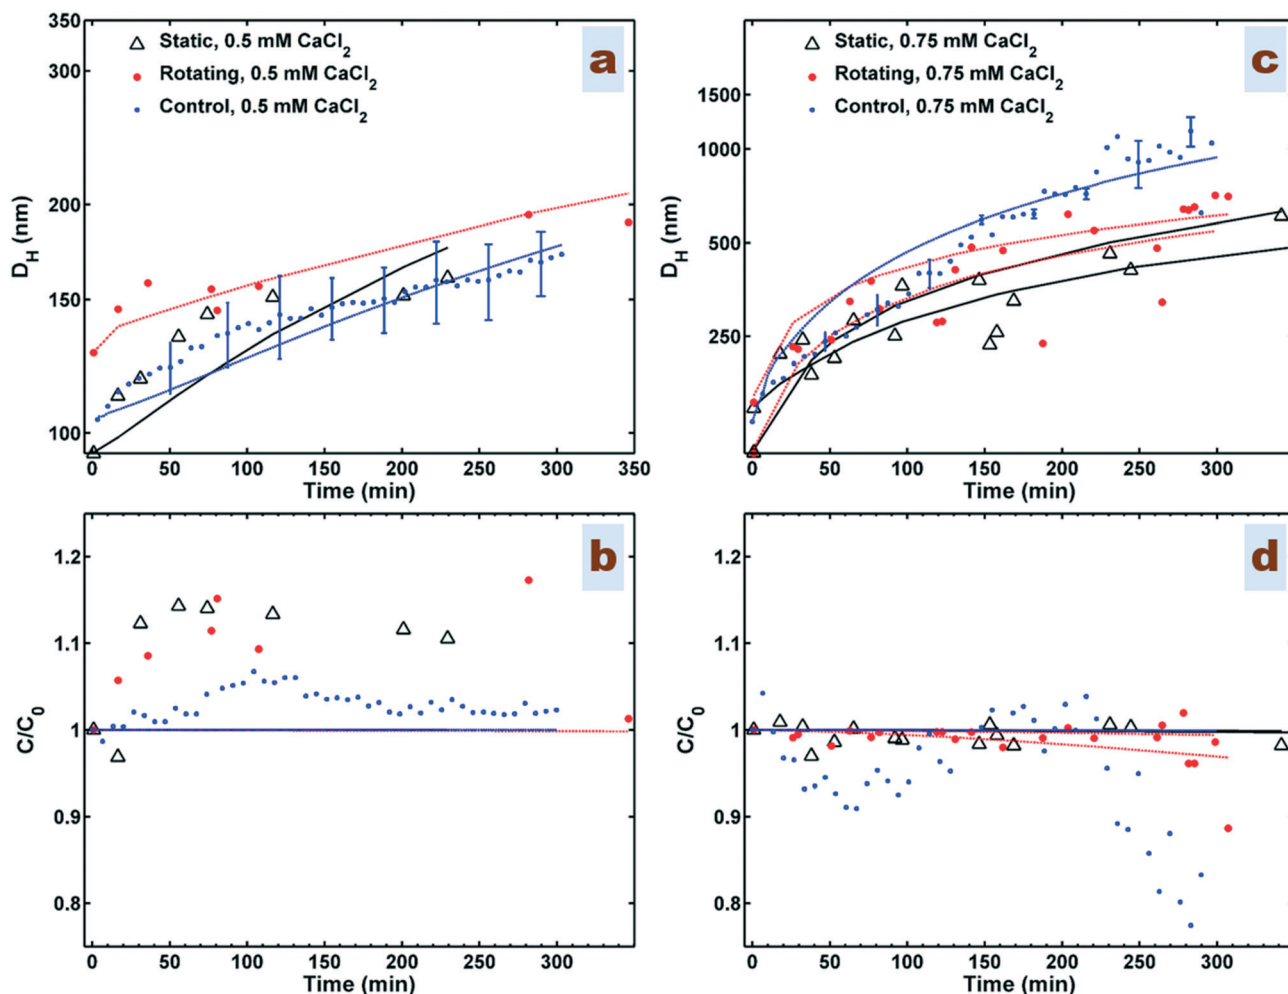 a
350
300
200
150
100
D_H (nm)
Static, 0.5 mM CaCl₂
Rotating, 0.5 mM CaCl₂
Control, 0.5 mM CaCl₂
0 50 100 150 200 250 300 350
Time (min)
c
1500
1000
500
250
D_H (nm)
Static, 0.75 mM CaCl₂
Rotating, 0.75 mM CaCl₂
Control, 0.75 mM CaCl₂
0 50 100 150 200 250 300
Time (min)
b
1.2
1.1
1
0.9
0.8
C/C₀
0 50 100 150 200 250 300
Time (min)
d
1.2
1.1
1
0.9
0.8
C/C₀
0 50 100 150 200 250 300
Time (min)